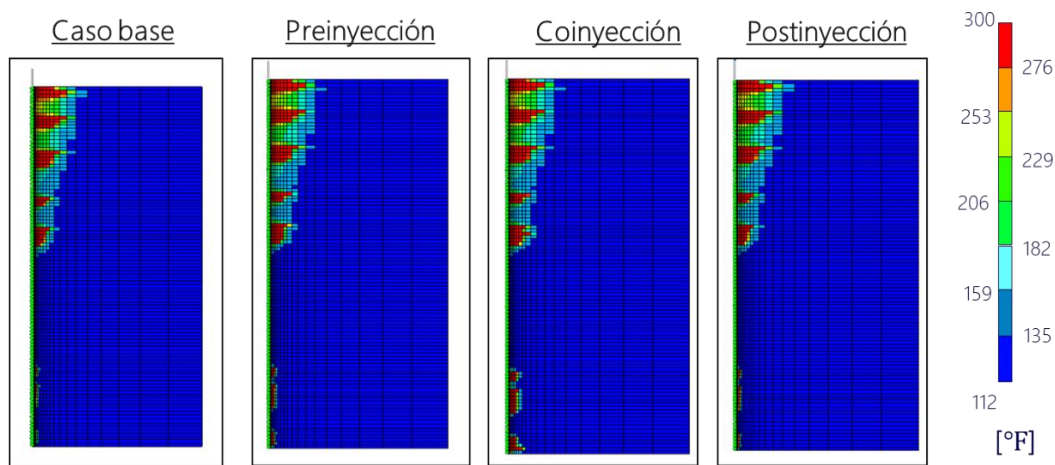 Caso base
Preinyección
Coinyección
Postinyección
300
276
253
229
206
182
159
135
112
[°F]